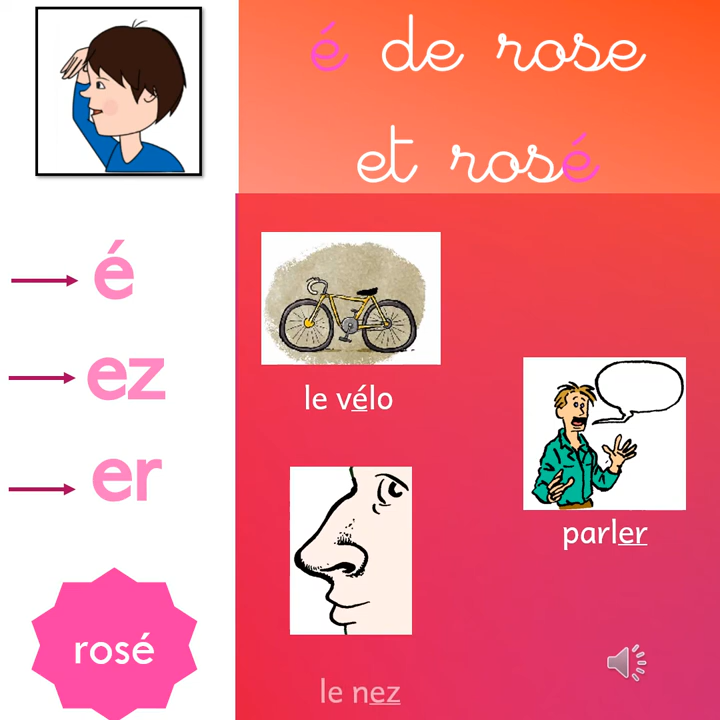 é de rose
et rosé
é
ez
er
rosé
le vélo
parler
le nez